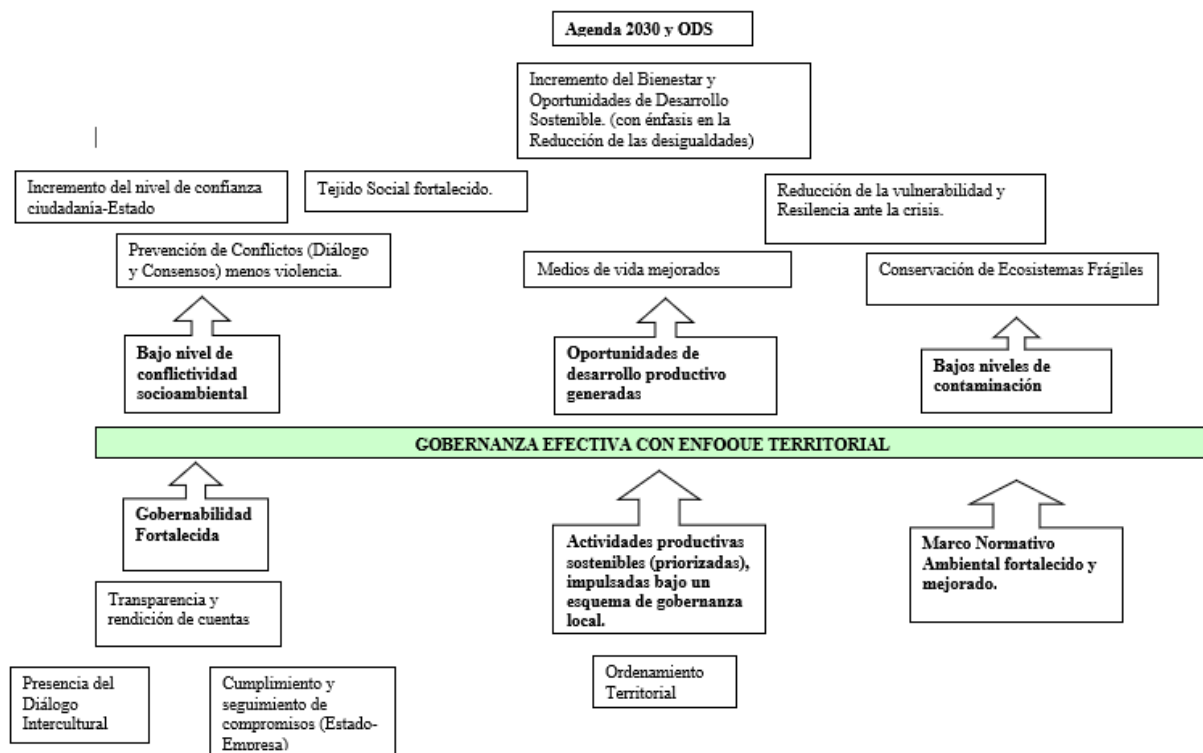 Agenda 2030 y ODS
Incremento del Bienestar y
Oportunidades de Desarrollo
Sostenible. (con énfasis en la
Reducción de las desigualdades)
Incremento del nivel de confianza
ciudadanía-Estado
Tejido Social fortalecido.
Reducción de la vulnerabilidad y
Resilencia ante la crisis.
Prevención de Conflictos (Diálogo
y Consensos) menos violencia.
Medios de vida mejorados
Conservación de Ecosistemas Frágiles
Bajo nivel de
conflictividad
socioambiental
Oportunidades de
desarrollo productivo
generadas
Bajos niveles de
contaminación
GOBERNANZA EFECTIVA CON ENFOQUE TERRITORIAL
Gobernabilidad
Fortalecida
Actividades productivas
sostenibles (priorizadas),
impulsadas bajo un
esquema de gobernanza
local.
Marco Normativo
Ambiental fortalecido y
mejorado.
Transparencia y
rendición de cuentas
Ordenamiento
Territorial
Presencia del
Diálogo
Intercultural
Cumplimiento y
seguimiento de
compromisos (Estado-
Empresa)